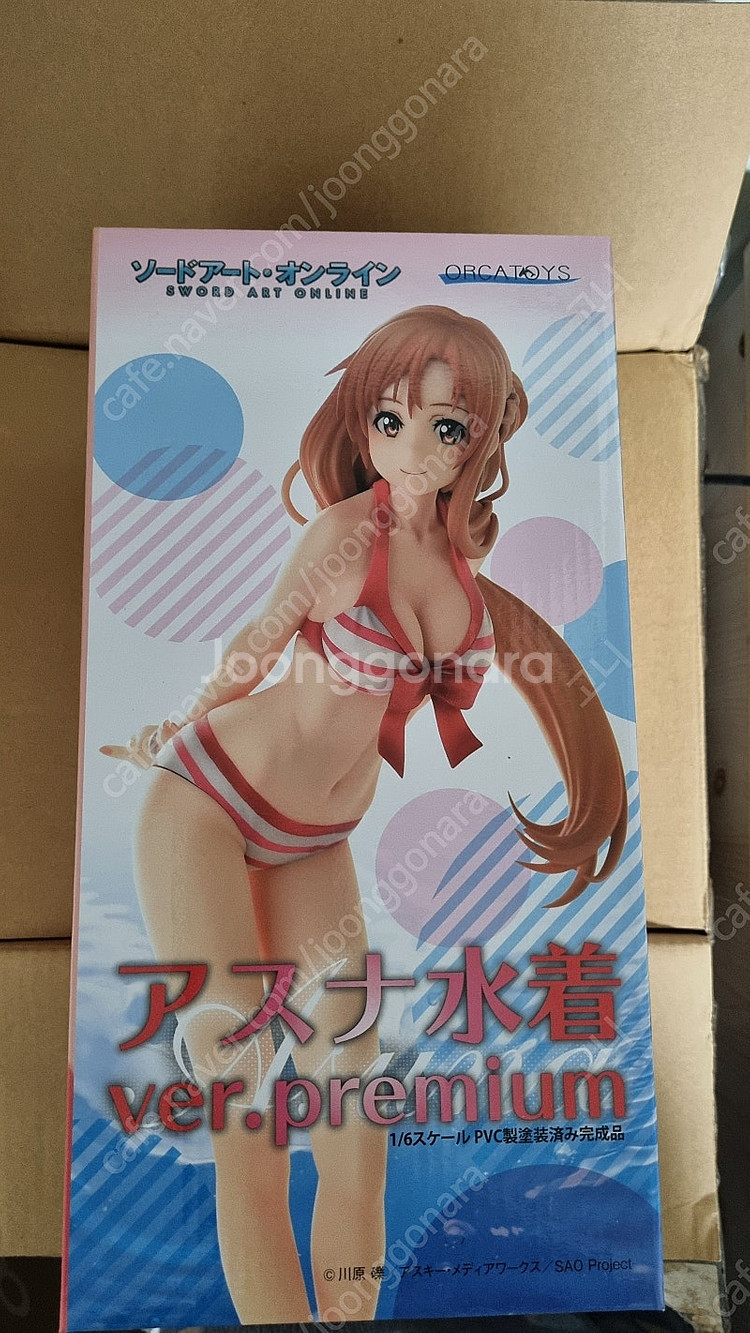 ソードアート・オンライン
SWORD ART ONLINE
ORCATOYS
Joonggonara
cafe.naver.com/joonggonara
アスナ水着
Asuna
ver.premium
1/6スケール PVC製塗装済み完成品
©川原 礫/アスキー・メディアワークス/SAO Project